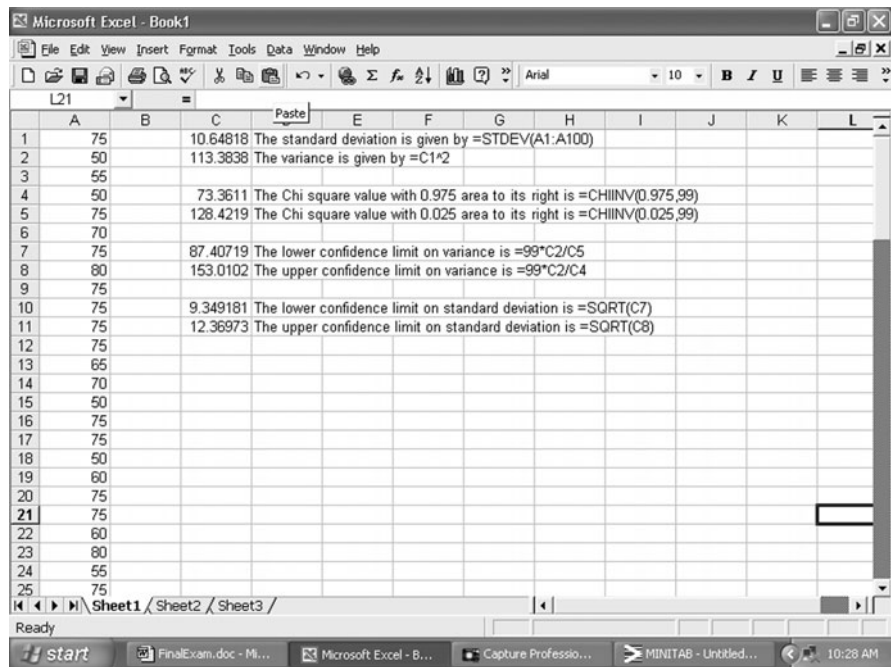 Microsoft Excel - Book1
File Edit View Insert Format Tools Data Window Help
Arial 10 B I U
L21 =
Paste
A B C E F G H I J K L
1 75 10.64818 The standard deviation is given by =STDEV(A1:A100)
2 50 113.3838 The variance is given by =C1^2
3 55
4 50 73.3611 The Chi square value with 0.975 area to its right is =CHIINV(0.975,99)
5 75 128.4219 The Chi square value with 0.025 area to its right is =CHIINV(0.025,99)
6 70
7 75 87.40719 The lower confidence limit on variance is =99*C2/C5
8 80 153.0102 The upper confidence limit on variance is =99*C2/C4
9 75
10 75 9.349181 The lower confidence limit on standard deviation is =SQRT(C7)
11 75 12.36973 The upper confidence limit on standard deviation is =SQRT(C8)
12 75
13 65
14 70
15 50
16 75
17 75
18 50
19 60
20 75
21 75
22 60
23 80
24 55
25 75
Sheet1 / Sheet2 / Sheet3 /
Ready
start FinalExam.doc - Mi... Microsoft Excel - B... Capture Professio... MINITAB - Untitled... 10:28 AM